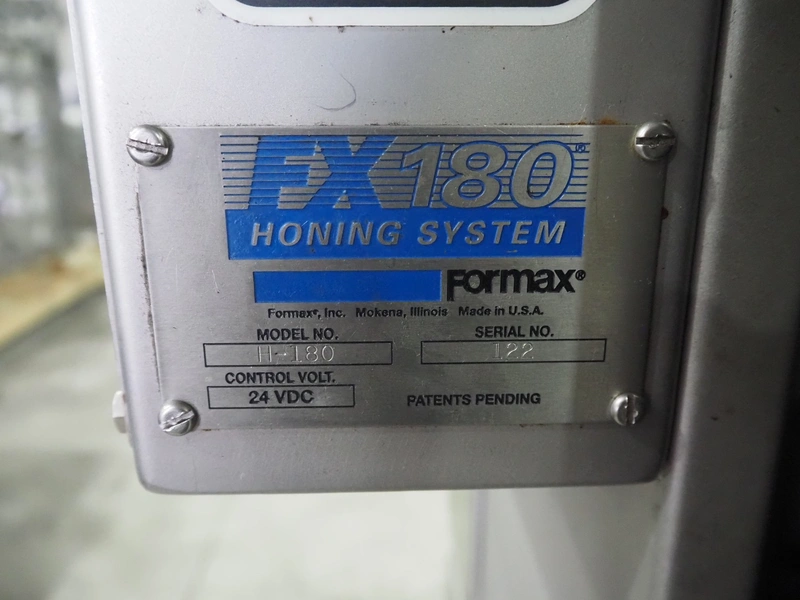 FX180®
HONING SYSTEM
Formax®
Formax®, Inc. Mokena, Illinois Made in U.S.A.
MODEL NO. SERIAL NO.
H-180 122
CONTROL VOLT.
24 VDC PATENTS PENDING